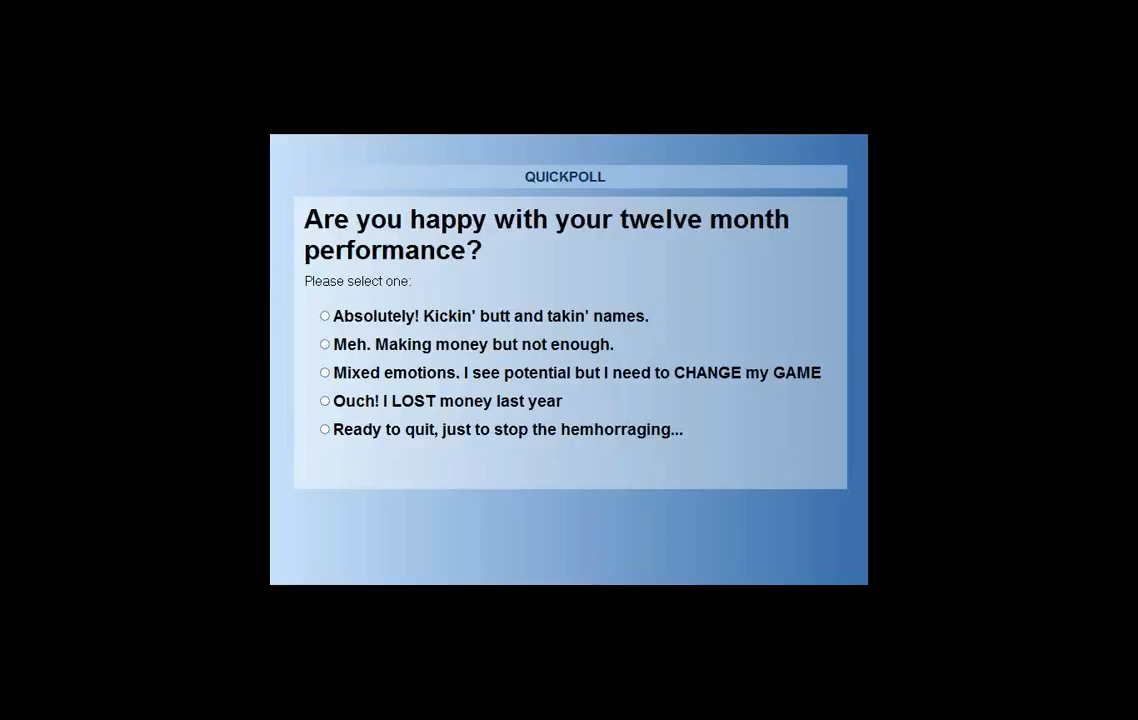 QUICKPOLL
Are you happy with your twelve month
performance?
Please select one:
Absolutely! Kickin' butt and takin' names.
Meh. Making money but not enough.
Mixed emotions. I see potential but I need to CHANGE my GAME
Ouch! I LOST money last year
Ready to quit, just to stop the hemhorraging...